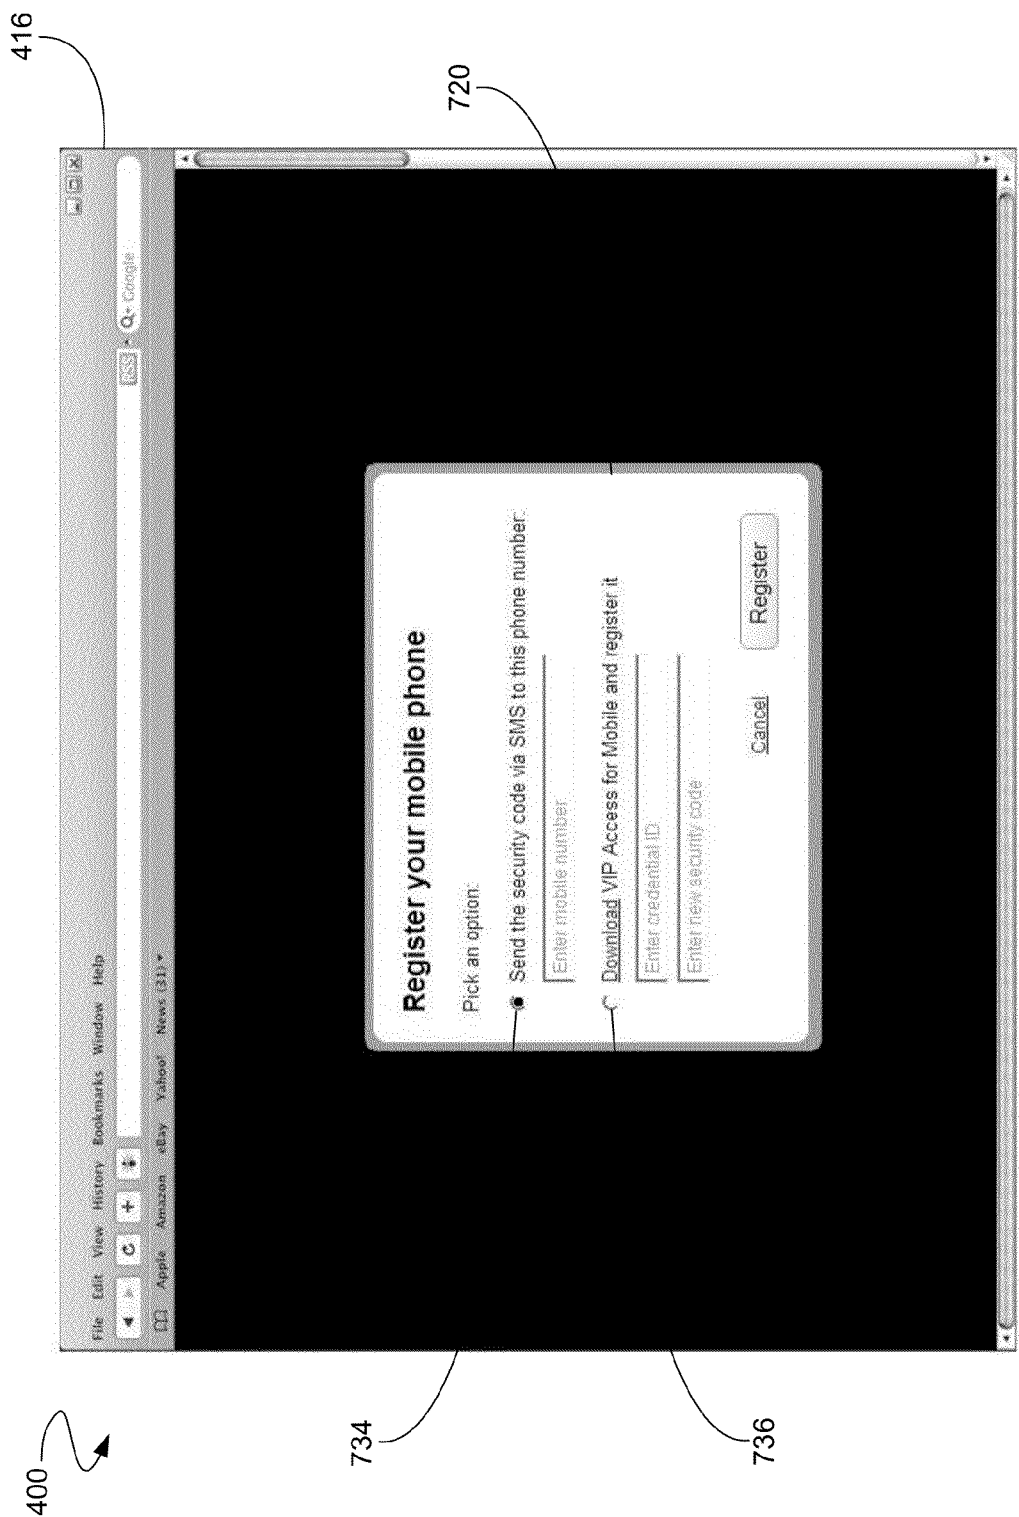 400
416
File Edit View History Bookmarks Window Help
RSS
Google
Apple Amazon eBay Yahoo! News (31)
720
Register your mobile phone
Pick an option:
Send the security code via SMS to this phone number:
Enter mobile number
Download VIP Access for Mobile and register it
Enter credential ID
Enter new security code
Cancel Register
734
736